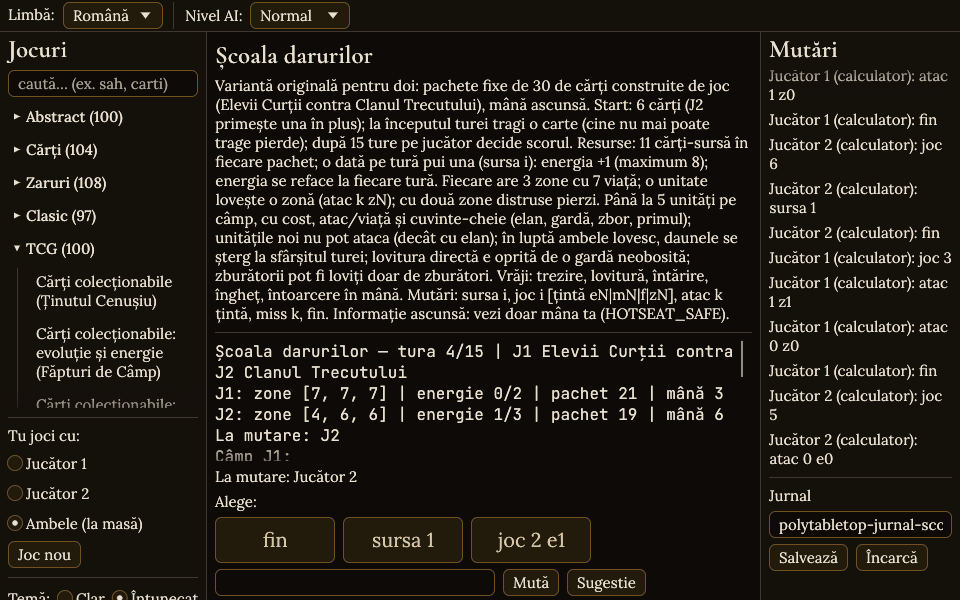 Limbă: Română ▼ Nivel AI: Normal ▼
Jocuri
caută... (ex. sah, carti)
▸ Abstract (100)
▸ Cărți (104)
▸ Zaruri (108)
▸ Clasic (97)
▾ TCG (100)
Cărți colecționabile
(Ținutul Cenușiu)
Cărți colecționabile:
evoluție și energie
(Făpturi de Câmp)
Cărți colecționabile:
Tu joci cu:
Jucător 1
Jucător 2
Ambele (la masă)
Joc nou
Temă: Clar Întunecat
Școala darurilor
Variantă originală pentru doi: pachete fixe de 30 de cărți construite de joc
(Elevii Curții contra Clanul Trecutului), mână ascunsă. Start: 6 cărți (J2
primește una în plus); la începutul turei tragi o carte (cine nu mai poate
trage pierde); după 15 ture pe jucător decide scorul. Resurse: 11 cărți-sursă în
fiecare pachet; o dată pe tură pui una (sursa i): energia +1 (maximum 8);
energia se reface la fiecare tură. Fiecare are 3 zone cu 7 viață; o unitate
lovește o zonă (atac k zN); cu două zone distruse pierzi. Până la 5 unități pe
câmp, cu cost, atac/viață și cuvinte-cheie (elan, gardă, zbor, primul);
unitățile noi nu pot ataca (decât cu elan); în luptă ambele lovesc, daunele se
șterg la sfârșitul turei; lovitura directă e oprită de o gardă neobosită;
zburătorii pot fi loviți doar de zburători. Vrăji: trezire, lovitură, întărire,
îngheț, întoarcere în mână. Mutări: sursa i, joc i [țintă eN|mN|f|zN], atac k
țintă, miss k, fin. Informație ascunsă: vezi doar mâna ta (HOTSEAT_SAFE).
Școala darurilor — tura 4/15 | J1 Elevii Curții contra
J2 Clanul Trecutului
J1: zone [7, 7, 7] | energie 0/2 | pachet 21 | mână 3
J2: zone [4, 6, 6] | energie 1/3 | pachet 19 | mână 6
La mutare: J2
Câmp J1:
La mutare: Jucător 2
Alege:
fin
sursa 1
joc 2 e1
Mută
Sugestie
Mutări
Jucător 1 (calculator): atac
1 z0
Jucător 1 (calculator): fin
Jucător 2 (calculator): joc
6
Jucător 2 (calculator):
sursa 1
Jucător 2 (calculator): fin
Jucător 1 (calculator): joc 3
Jucător 1 (calculator): atac
1 z1
Jucător 1 (calculator): atac
0 z0
Jucător 1 (calculator): fin
Jucător 2 (calculator): joc
5
Jucător 2 (calculator):
atac 0 e0
Jurnal
polytabletop-jurnal-scc
Salvează
Încarcă